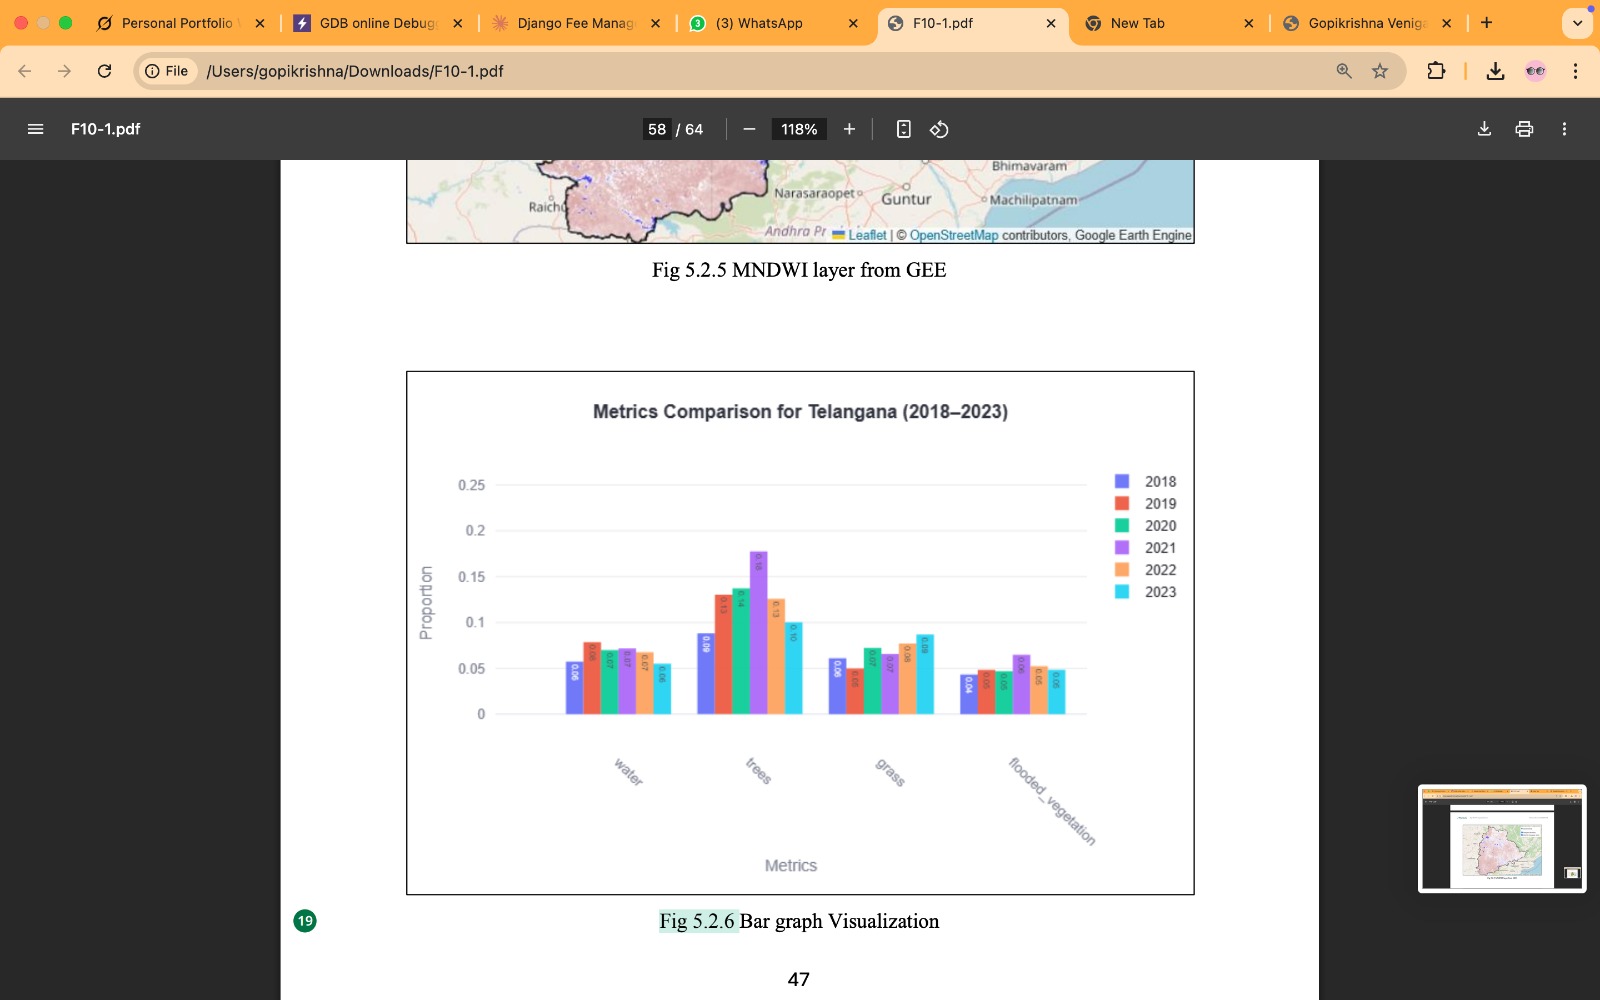 Personal Portfolio
GDB online Debug
Django Fee Manag
3
(3) WhatsApp
F10-1.pdf
New Tab
Gopikrishna Veniga
File
/Users/gopikrishna/Downloads/F10-1.pdf
F10-1.pdf
58 / 64
118%
Bhimavaram
Narasaraopet
Guntur
Machilipatnam
Raichu
Andhra Pr
Leaflet | © OpenStreetMap contributors, Google Earth Engine
Fig 5.2.5 MNDWI layer from GEE
Metrics Comparison for Telangana (2018–2023)
0.25
0.2
0.15
0.1
0.05
0
Proportion
2018
2019
2020
2021
2022
2023
0.06 0.08 0.07 0.07 0.07 0.06
0.09 0.13 0.14 0.18 0.13 0.10
0.06 0.05 0.07 0.07 0.08 0.09
0.04 0.05 0.05 0.06 0.05 0.05
water
trees
grass
flooded_vegetation
Metrics
19
Fig 5.2.6 Bar graph Visualization
47